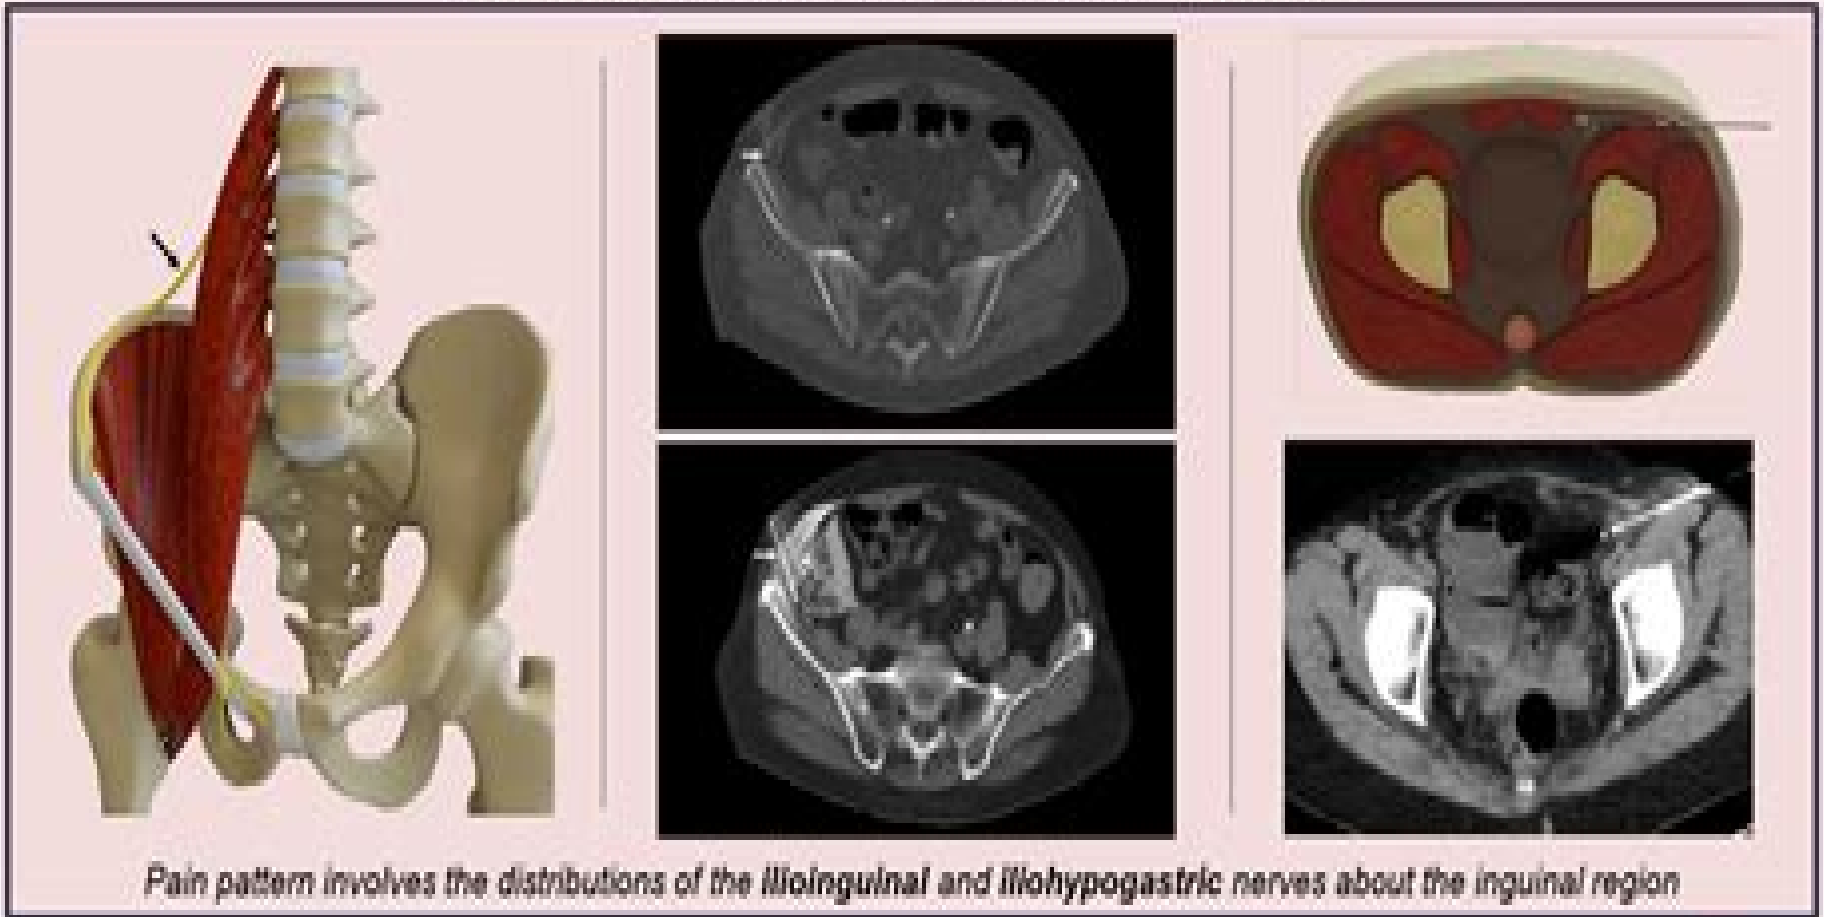 Pain pattern involves the distributions of the ilioinguinal and iliohypogastric nerves about the inguinal region